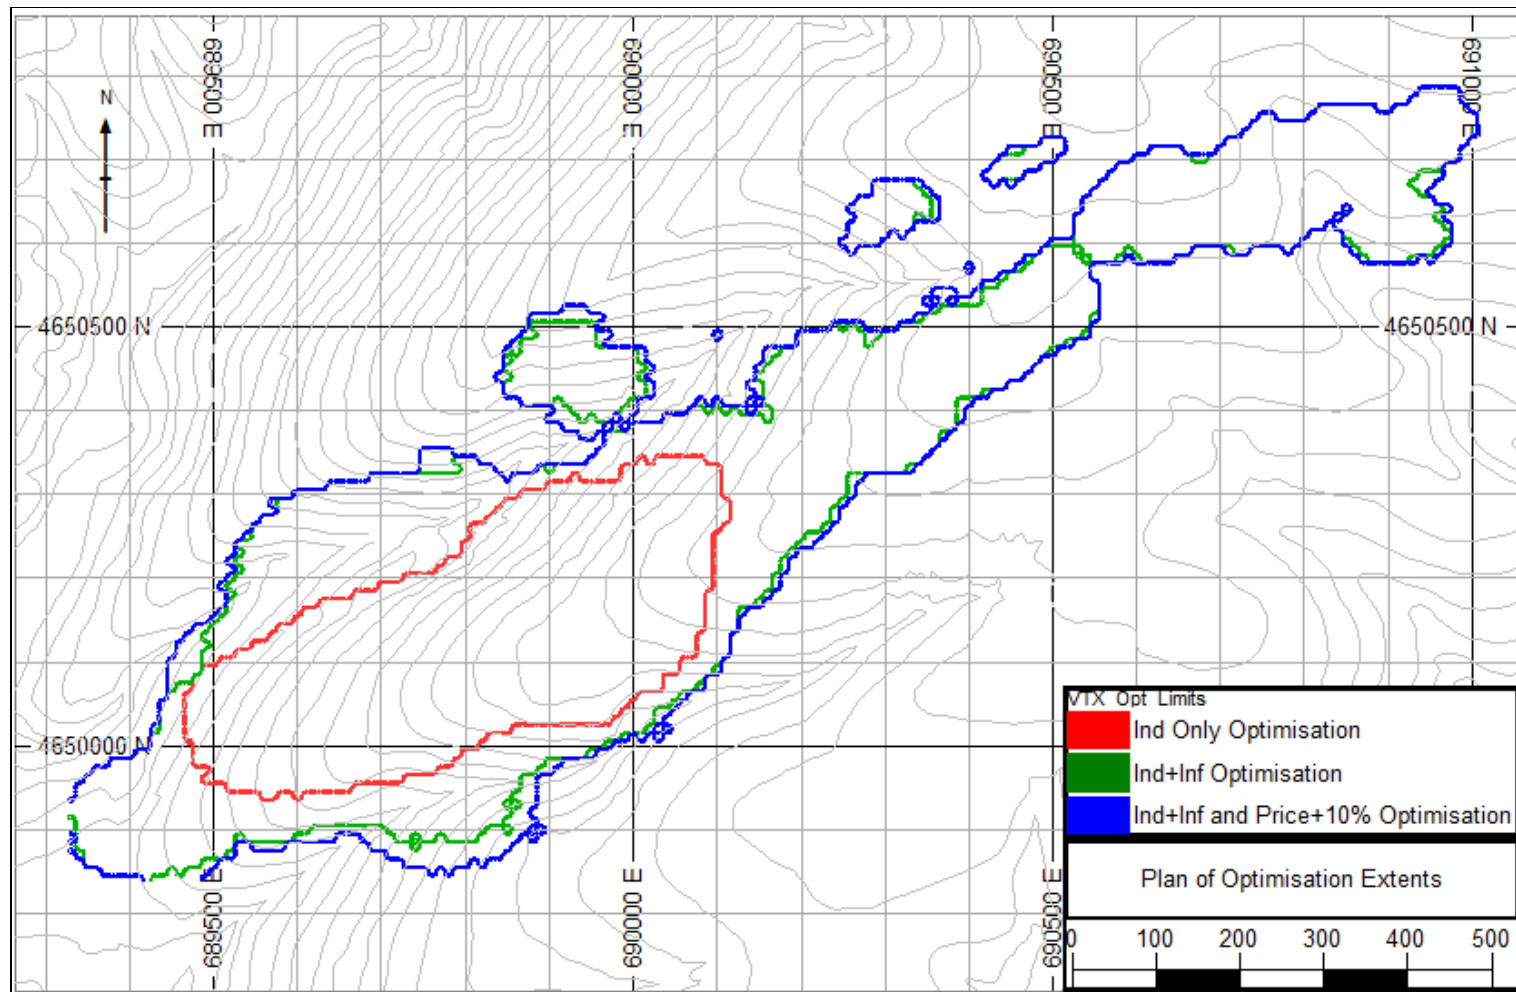 689500 E
690000 E
690500 E
691000 E
N
4650500 N
4650500 N
4650000 N
689500 E
690000 E
690500 E
VTX Opt Limits
Ind Only Optimisation
Ind+Inf Optimisation
Ind+Inf and Price+10% Optimisation
Plan of Optimisation Extents
0 100 200 300 400 500